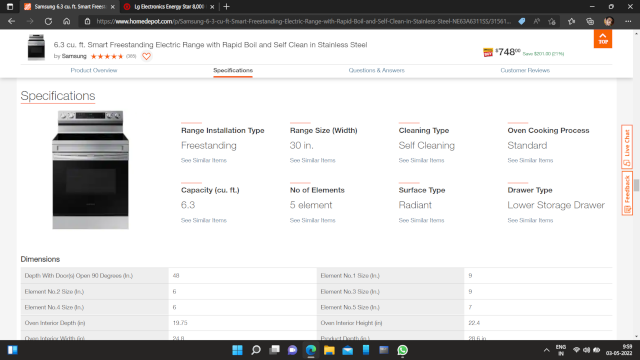 Samsung 6.3 cu. ft. Smart Freest
Lg Electronics Energy Star 8,000
https://www.homedepot.com/p/Samsung-6-3-cu-ft-Smart-Freestanding-Electric-Range-with-Rapid-Boil-and-Self-Clean-in-Stainless-Steel-NE63A6311SS/31561...
6.3 cu. ft. Smart Freestanding Electric Range with Rapid Boil and Self Clean in Stainless Steel
by Samsung
$748.00
Save $201.00 (21%)
TOP
Product Overview
Specifications
Questions & Answers
Customer Reviews
Specifications
Range Installation Type
Range Size (Width)
Cleaning Type
Oven Cooking Process
Freestanding
30 in.
Self Cleaning
Standard
See Similar Items
See Similar Items
See Similar Items
See Similar Items
Live Chat
Feedback
Capacity (cu. ft.)
No of Elements
Surface Type
Drawer Type
6.3
5 element
Radiant
Lower Storage Drawer
See Similar Items
See Similar Items
See Similar Items
See Similar Items
Dimensions
Depth With Door(s) Open 90 Degrees (In.) 48 Element No.1 Size (In.) 9
Element No.2 Size (In.) 6 Element No.3 Size (In.) 9
Element No.4 Size (In.) 6 Element No.5 Size (In.) 7
Oven Interior Depth (in) 19.75 Oven Interior Height (in) 22.4
Oven Interior Width (in) 24.8 Product Depth (in.) 28.6 in
ENG
IN
9:59
03-05-2022